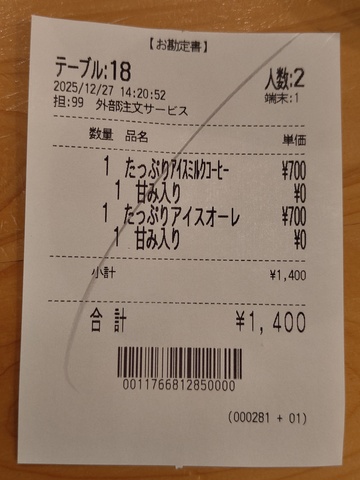 【お勘定書】
テーブル:18 人数:2
2025/12/27 14:20:52 端末:1
担:99 外部注文サービス
数量 品名 単価
1 たっぷりアイスミルクコーヒー ¥700
1 甘み入り ¥0
1 たっぷりアイスオーレ ¥700
1 甘み入り ¥0
小計 ¥1,400
合計 ¥1,400
0011766812850000
(000281 + 01)